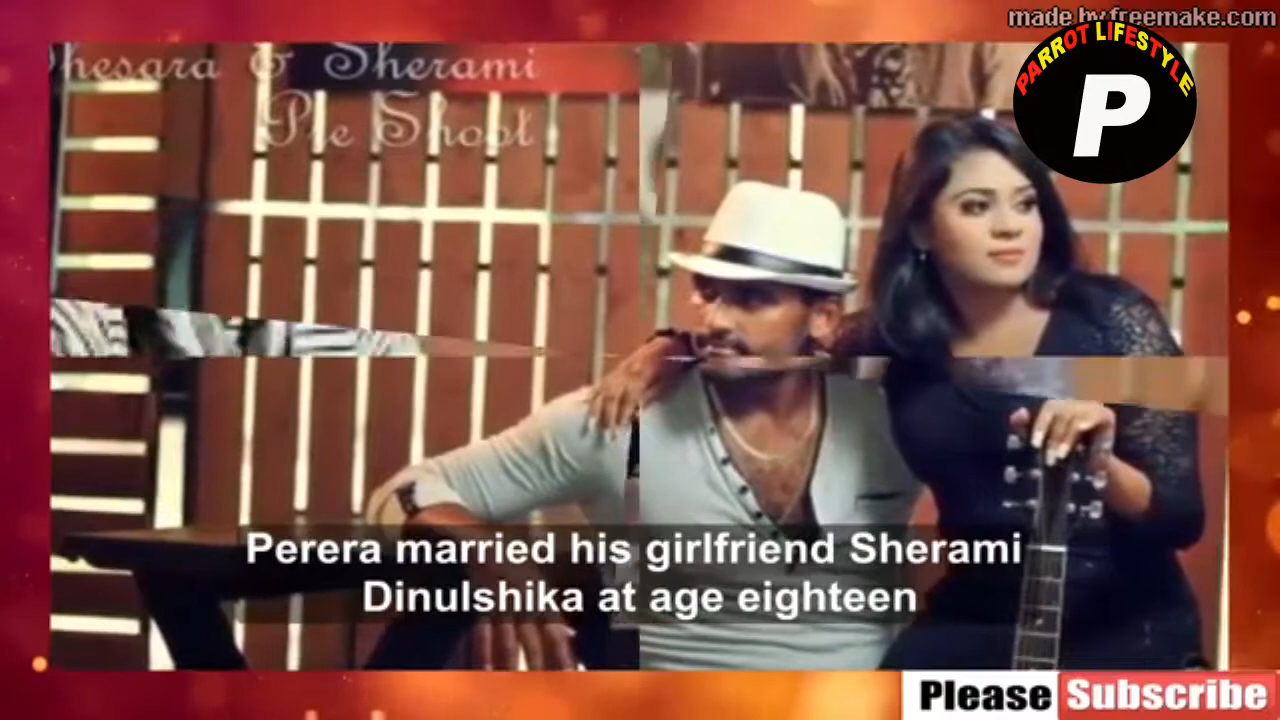 made by freemake.com
PARROT LIFESTYLE
P
Thesara & Sherami
Pre Shoot
Perera married his girlfriend Sherami
Dinulshika at age eighteen
Please Subscribe